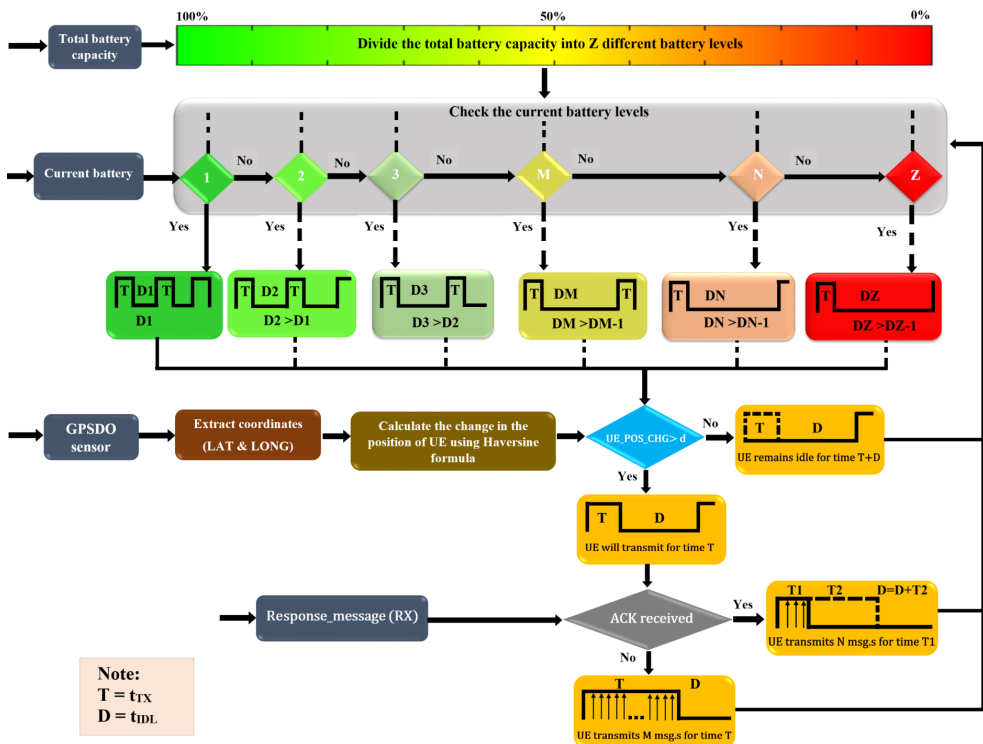 100%
50%
0%
Total battery
capacity
Divide the total battery capacity into Z different battery levels
Check the current battery levels
Current battery
1
No
2
No
3
No
M
No
N
No
Z
Yes
Yes
Yes
Yes
Yes
Yes
T D1 T
D1
T D2 T
D2 >D1
T D3 T
D3 >D2
T DM T
DM >DM-1
T DN
DN >DN-1
T DZ
DZ >DZ-1
GPSDO
sensor
Extract coordinates
(LAT & LONG)
Calculate the change in the
position of UE using Haversine
formula
UE_POS_CHG> d
No
T D
UE remains idle for time T+D
Yes
T D
UE will transmit for time T
Response_message (RX)
ACK received
Yes
T1 T2 D=D+T2
UE transmits N msg.s for time T1
No
T D
UE transmits M msg.s for time T
Note:
T = tTX
D = tIDL